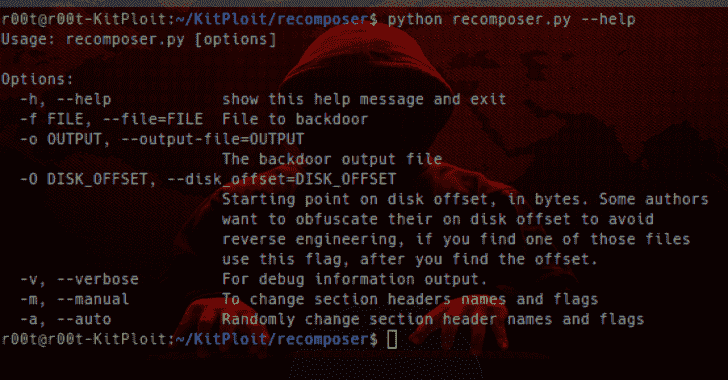 r00t@r00t-KitPloit:~/KitPloit/recomposer$ python recomposer.py --help
Usage: recomposer.py [options]
Options:
-h, --help show this help message and exit
-f FILE, --file=FILE File to backdoor
-o OUTPUT, --output-file=OUTPUT
The backdoor output file
-O DISK_OFFSET, --disk_offset=DISK_OFFSET
Starting point on disk offset, in bytes. Some authors
want to obfuscate their on disk offset to avoid
reverse engineering, if you find one of those files
use this flag, after you find the offset.
-v, --verbose For debug information output.
-m, --manual To change section headers names and flags
-a, --auto Randomly change section header names and flags
r00t@r00t-KitPloit:~/KitPloit/recomposer$